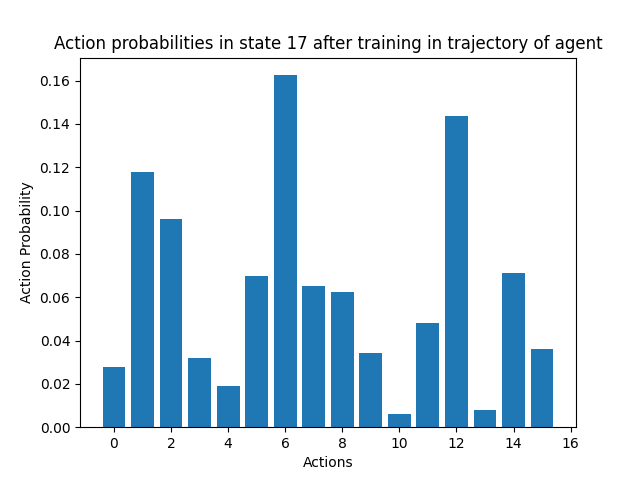 Action probabilities in state 17 after training in trajectory of agent
0.16
0.14
0.12
0.10
0.08
0.06
0.04
0.02
0.00
Action Probability
0 2 4 6 8 10 12 14 16
Actions